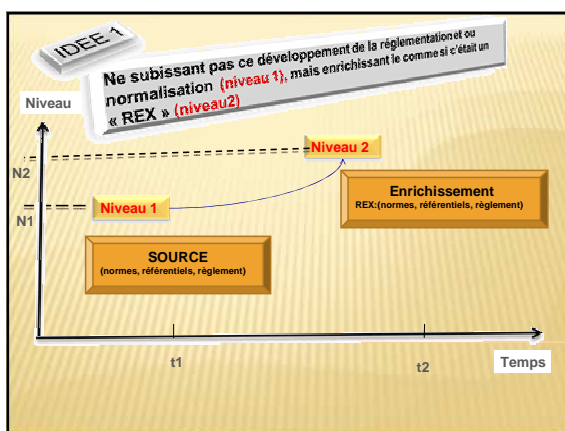 IDEE 1
Ne subissant pas ce développement de la réglementation et ou
normalisation (niveau 1), mais enrichissant le comme si c'était un
« REX » (niveau2)
Niveau
N2
Niveau 2
Enrichissement
REX:(normes, référentiels, règlement)
N1
Niveau 1
SOURCE
(normes, référentiels, règlement)
t1
t2
Temps